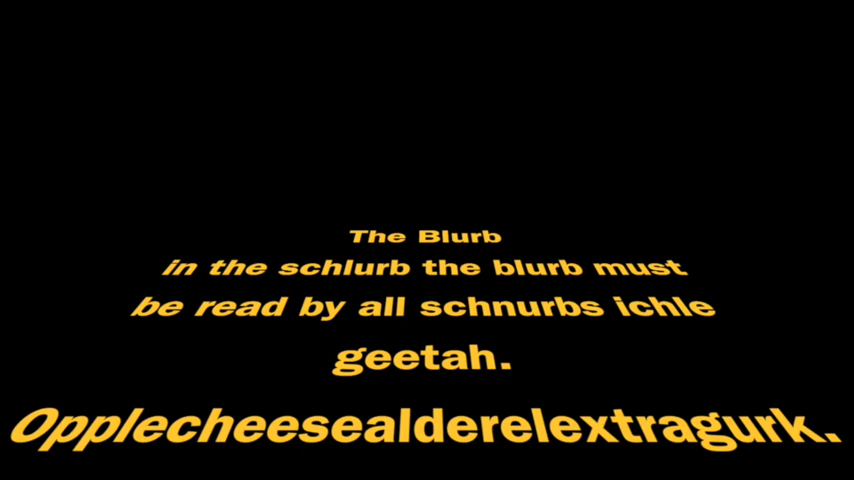 The Blurb
in the schlurb the blurb must
be read by all schnurbs ichle
geetah.
Opplecheesealderelextragurk.